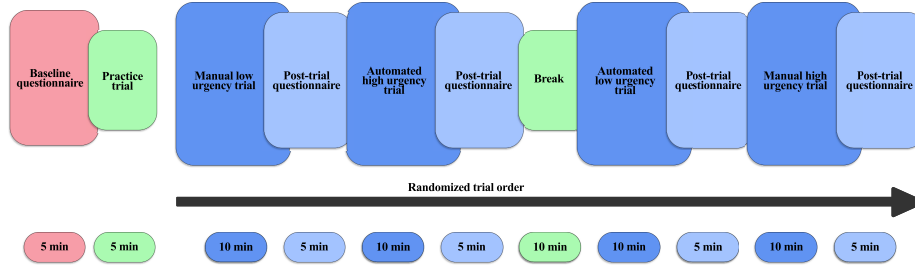 Baseline
questionnaire
Practice
trial
Manual low
urgency trial
Post-trial
questionnaire
Automated
high urgency
trial
Post-trial
questionnaire
Break
Automated
low urgency
trial
Post-trial
questionnaire
Manual high
urgency trial
Post-trial
questionnaire
Randomized trial order
5 min
5 min
10 min
5 min
10 min
5 min
10 min
10 min
5 min
10 min
5 min